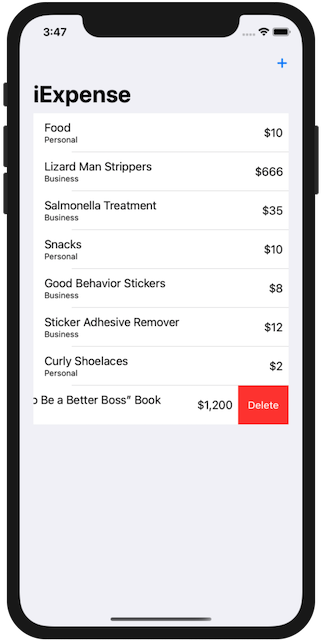 3:47
+
iExpense
Food
Personal
$10
Lizard Man Strippers
Business
$666
Salmonella Treatment
Business
$35
Snacks
Personal
$10
Good Behavior Stickers
Business
$8
Sticker Adhesive Remover
Business
$12
Curly Shoelaces
Personal
$2
o Be a Better Boss” Book
$1,200
Delete